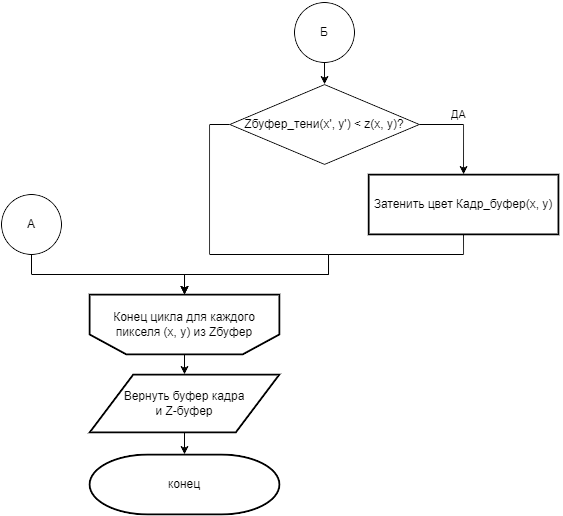 Б
Zбуфер_тени(x', y') < z(x, y)?
ДА
Затенить цвет Кадр_буфер(x, y)
А
Конец цикла для каждого
пикселя (x, y) из Zбуфер
Вернуть буфер кадра
и Z-буфер
конец